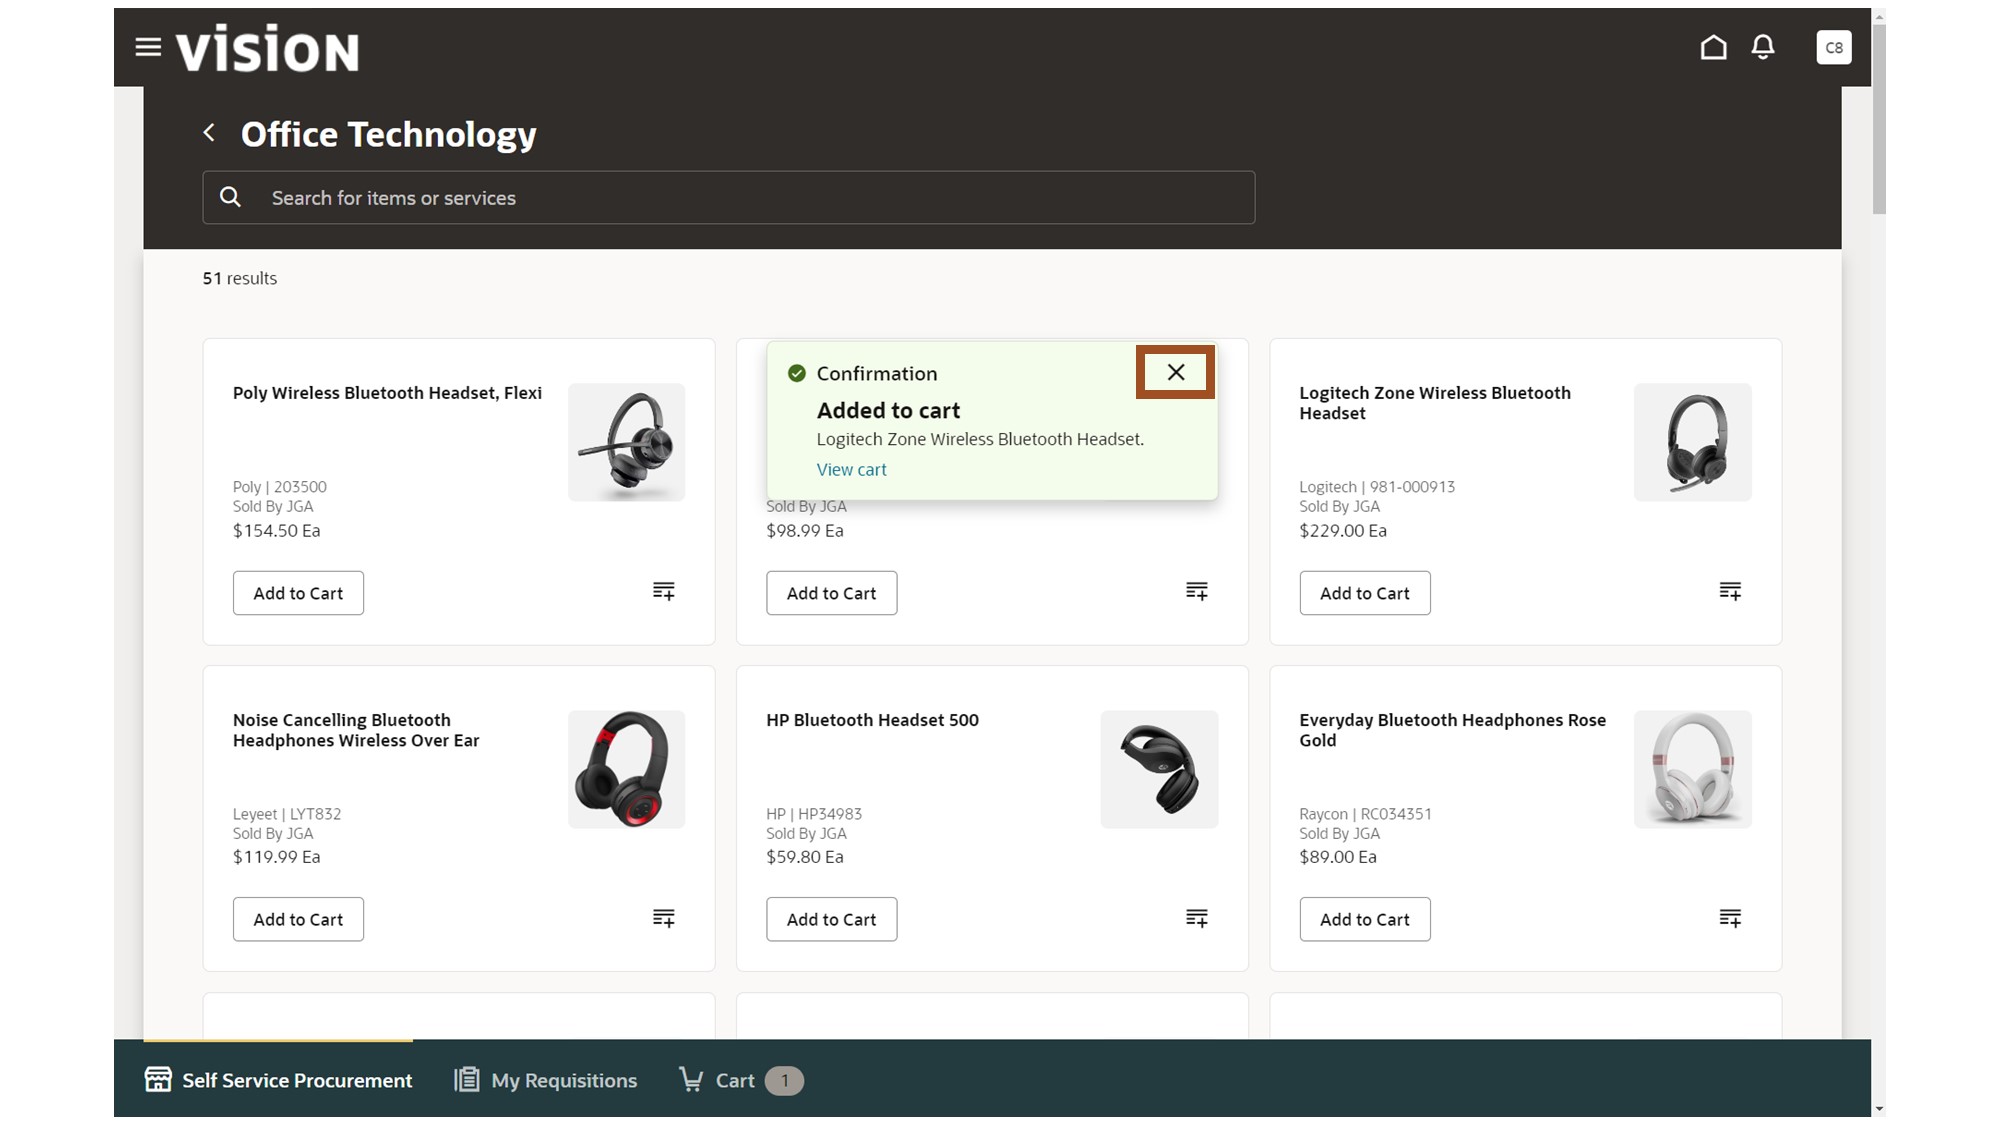 vision
C8
Office Technology
Search for items or services
51 results
Poly Wireless Bluetooth Headset, Flexi
Poly | 203500
Sold By JGA
$154.50 Ea
Add to Cart
Confirmation
Added to cart
Logitech Zone Wireless Bluetooth Headset.
View cart
Sold By JGA
$98.99 Ea
Add to Cart
Logitech Zone Wireless Bluetooth
Headset
Logitech | 981-000913
Sold By JGA
$229.00 Ea
Add to Cart
Noise Cancelling Bluetooth
Headphones Wireless Over Ear
Leyeet | LYT832
Sold By JGA
$119.99 Ea
Add to Cart
HP Bluetooth Headset 500
HP | HP34983
Sold By JGA
$59.80 Ea
Add to Cart
Everyday Bluetooth Headphones Rose
Gold
Raycon | RC034351
Sold By JGA
$89.00 Ea
Add to Cart
Self Service Procurement
My Requisitions
Cart 1